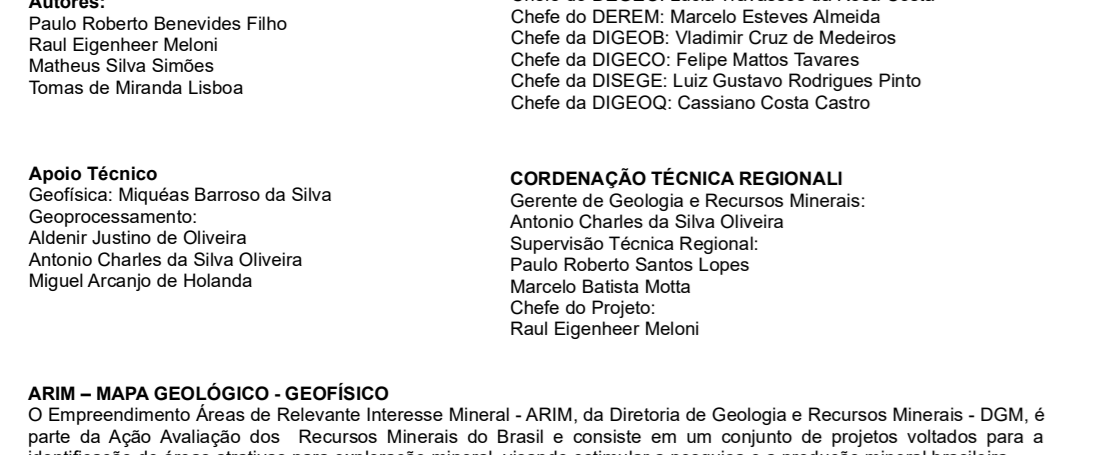 Autores:
Paulo Roberto Benevides Filho
Raul Eigenheer Meloni
Matheus Silva Simões
Tomas de Miranda Lisboa
Chefe do DEREM: Marcelo Esteves Almeida
Chefe da DIGEOB: Vladimir Cruz de Medeiros
Chefe da DIGECO: Felipe Mattos Tavares
Chefe da DISEGE: Luiz Gustavo Rodrigues Pinto
Chefe da DIGEOQ: Cassiano Costa Castro
Apoio Técnico
Geofísica: Miquéas Barroso da Silva
Geoprocessamento:
Aldenir Justino de Oliveira
Antonio Charles da Silva Oliveira
Miguel Arcanjo de Holanda
CORDENAÇÃO TÉCNICA REGIONALI
Gerente de Geologia e Recursos Minerais:
Antonio Charles da Silva Oliveira
Supervisão Técnica Regional:
Paulo Roberto Santos Lopes
Marcelo Batista Motta
Chefe do Projeto:
Raul Eigenheer Meloni
ARIM – MAPA GEOLÓGICO - GEOFÍSICO
O Empreendimento Áreas de Relevante Interesse Mineral - ARIM, da Diretoria de Geologia e Recursos Minerais - DGM, é
parte da Ação Avaliação dos Recursos Minerais do Brasil e consiste em um conjunto de projetos voltados para a